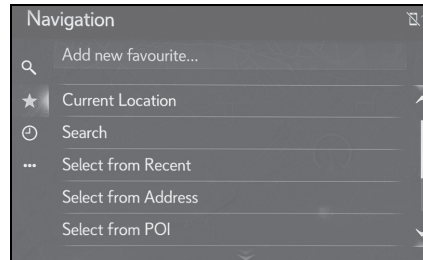 Navigation
Add new favourite...
Current Location
Search
Select from Recent
Select from Address
Select from POI